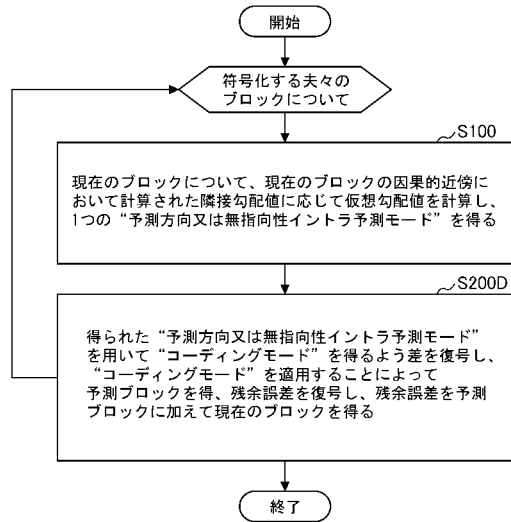 開始
符号化する夫々の
ブロックについて
S100
現在のブロックについて、現在のブロックの因果的近傍に
おいて計算された隣接勾配値に応じて仮想勾配値を計算し、
1つの“予測方向又は無指向性イントラ予測モード”を得る
S200D
得られた“予測方向又は無指向性イントラ予測モード”
を用いて“コーディングモード”を得るよう差を復号し、
“コーディングモード”を適用することによって
予測ブロックを得、残余誤差を復号し、残余誤差を予測
ブロックに加えて現在のブロックを得る
終了